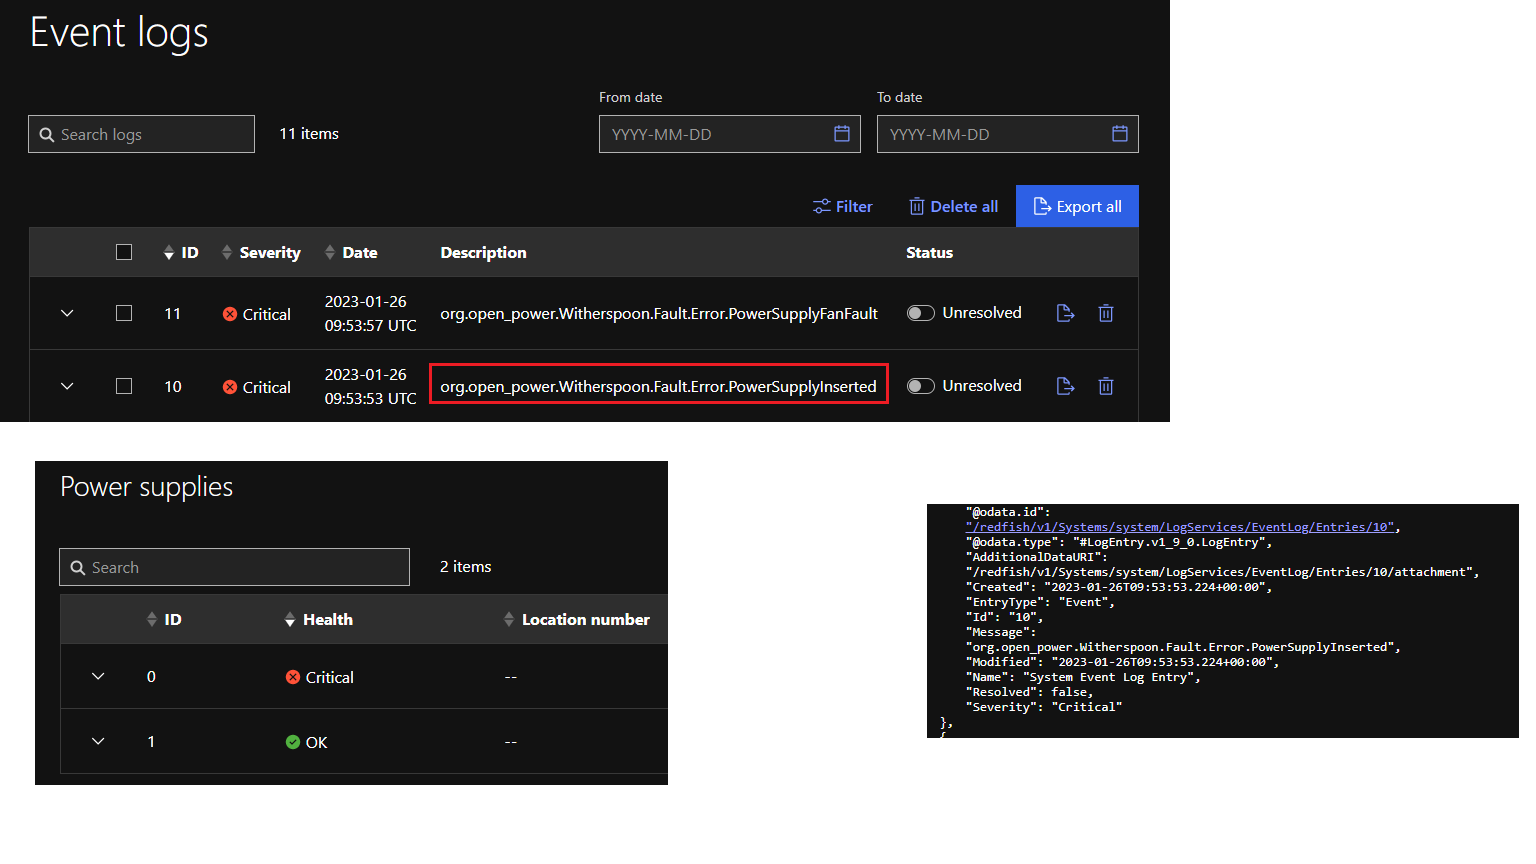 Event logs
From date
To date
Search logs
11 items
YYYY-MM-DD
YYYY-MM-DD
Filter
Delete all
Export all
ID
Severity
Date
Description
Status
11
Critical
2023-01-26
09:53:57 UTC
org.open_power.Witherspoon.Fault.Error.PowerSupplyFanFault
Unresolved
10
Critical
2023-01-26
09:53:53 UTC
org.open_power.Witherspoon.Fault.Error.PowerSupplyInserted
Unresolved
Power supplies
Search
2 items
ID
Health
Location number
0
Critical
--
1
OK
--
"@odata.id":
"/redfish/v1/Systems/system/LogServices/EventLog/Entries/10",
"@odata.type": "#LogEntry.v1_9_0.LogEntry",
"AdditionalDataURI":
"/redfish/v1/Systems/system/LogServices/EventLog/Entries/10/attachment",
"Created": "2023-01-26T09:53:53.224+00:00",
"EntryType": "Event",
"Id": "10",
"Message":
"org.open_power.Witherspoon.Fault.Error.PowerSupplyInserted",
"Modified": "2023-01-26T09:53:53.224+00:00",
"Name": "System Event Log Entry",
"Resolved": false,
"Severity": "Critical"
},
{